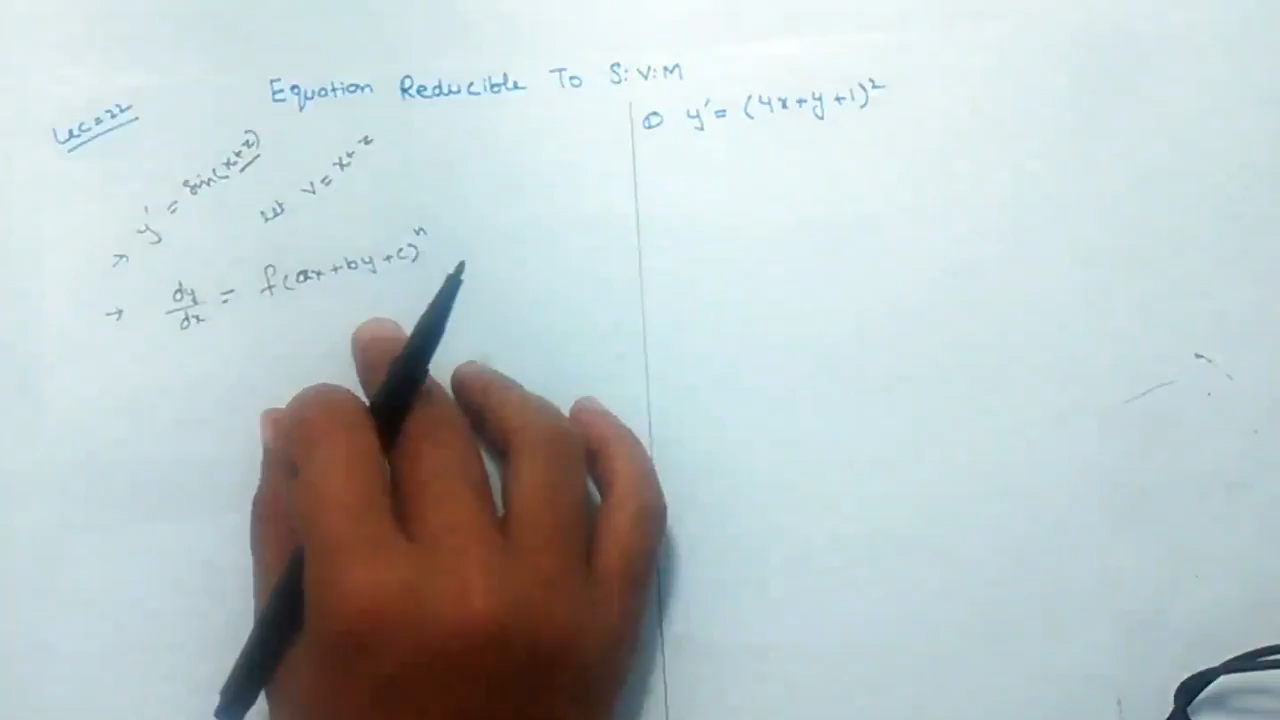 Equation Reducible To S:V:M
Lec=22
→ y' = sin(x+z)
let v = x+z
→ dy/dx = f(ax+by+c)^n
① y' = (4x+y+1)²